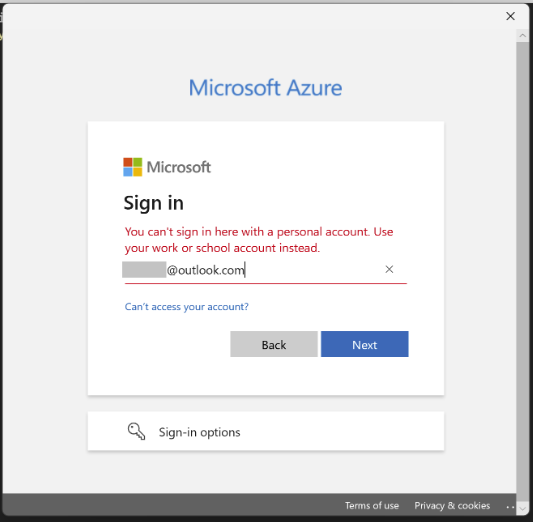 Microsoft Azure
Microsoft
Sign in
You can't sign in here with a personal account. Use
your work or school account instead.
@outlook.com
Can't access your account?
Back
Next
Sign-in options
Terms of use
Privacy & cookies
..